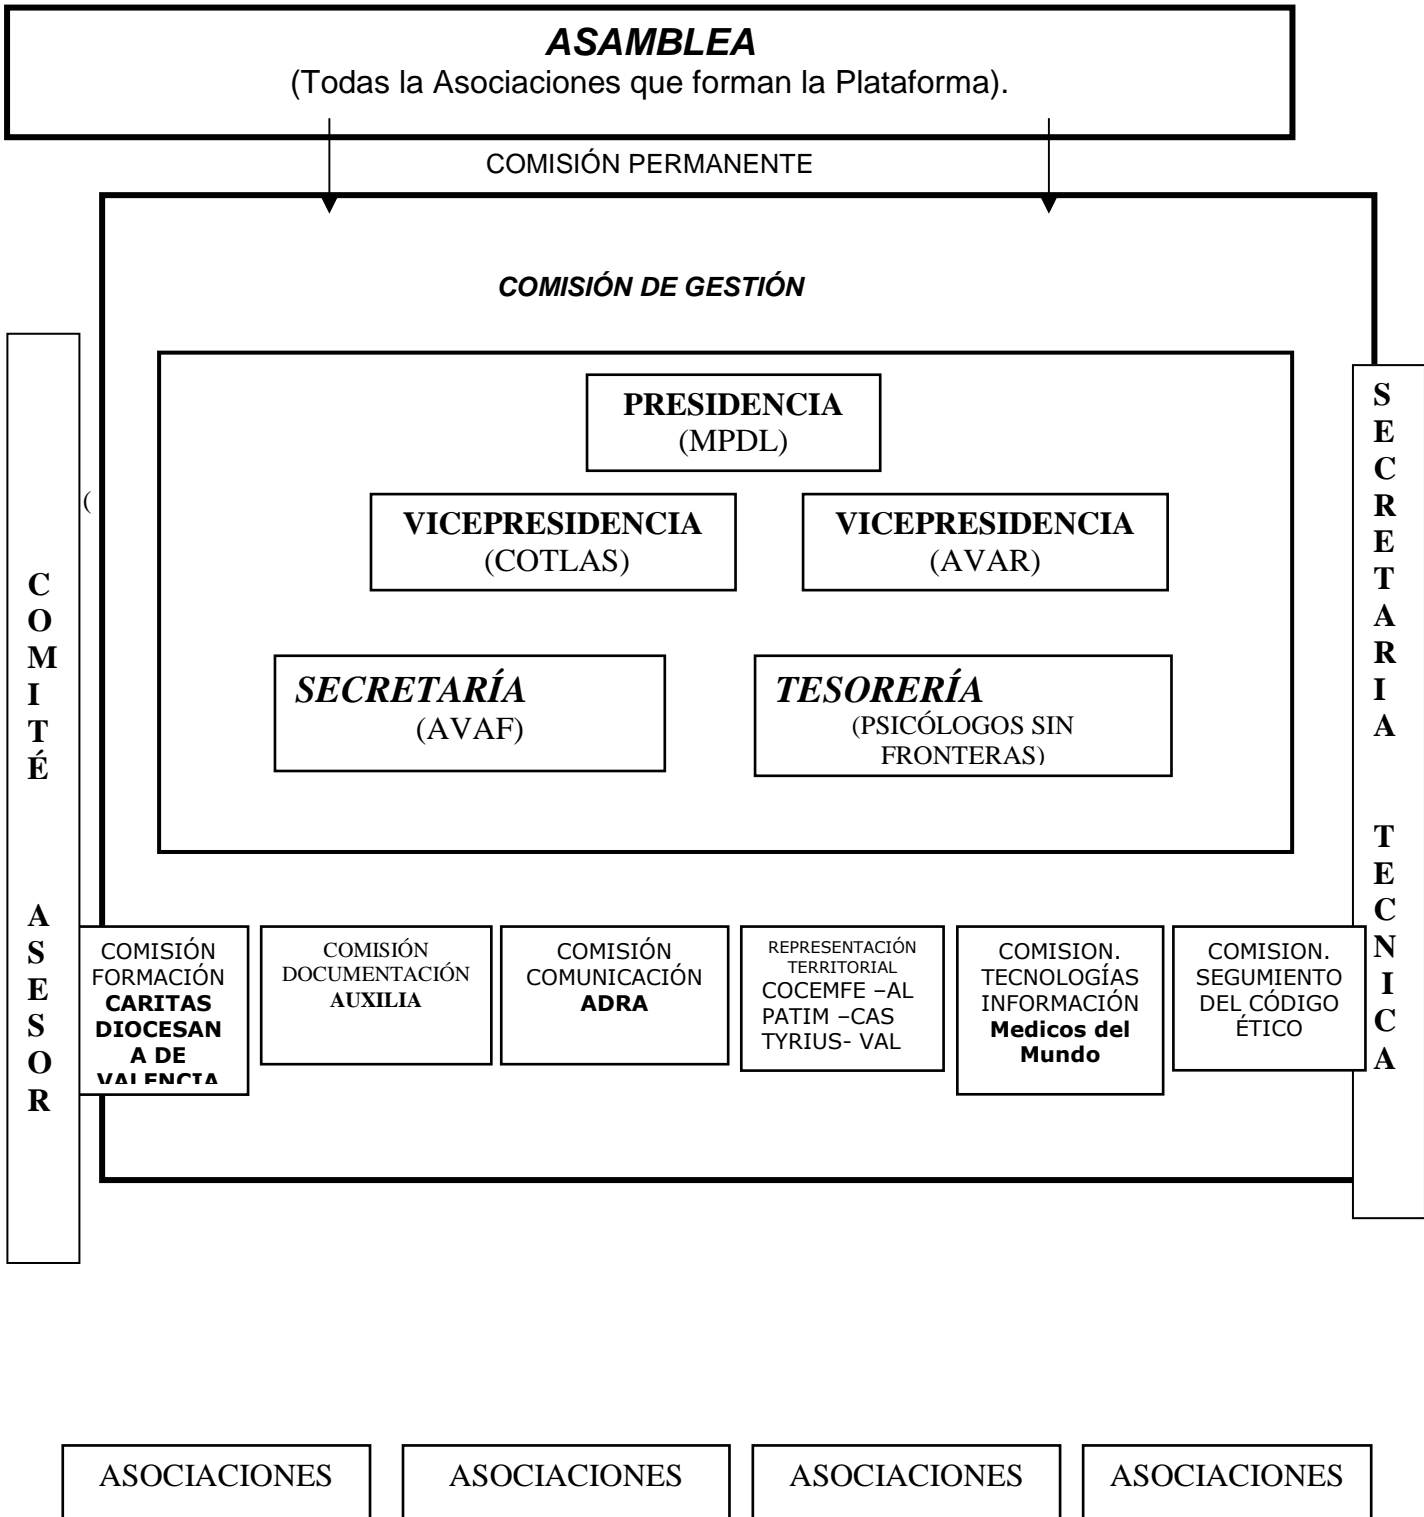 ASAMBLEA
(Todas la Asociaciones que forman la Plataforma).
COMISIÓN PERMANENTE
COMISIÓN DE GESTIÓN
PRESIDENCIA
(MPDL)
(
VICEPRESIDENCIA
(COTLAS)
VICEPRESIDENCIA
(AVAR)
SECRETARÍA
(AVAF)
TESORERÍA
(PSICÓLOGOS SIN
FRONTERAS)
COMITÉ ASESOR
SECRETARIA TECNICA
COMISIÓN
FORMACIÓN
CARITAS
DIOCESAN
A DE
VALENCIA
COMISIÓN
DOCUMENTACIÓN
AUXILIA
COMISIÓN
COMUNICACIÓN
ADRA
REPRESENTACIÓN
TERRITORIAL
COCEMFE –AL
PATIM –CAS
TYRIUS- VAL
COMISION.
TECNOLOGÍAS
INFORMACIÓN
Medicos del
Mundo
COMISION.
SEGUMIENTO
DEL CÓDIGO
ÉTICO
ASOCIACIONES
ASOCIACIONES
ASOCIACIONES
ASOCIACIONES